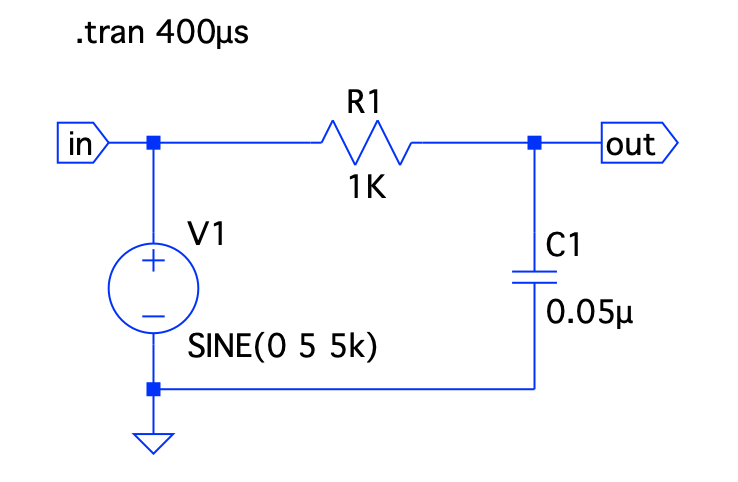 .tran 400µs
R1
in
out
1K
V1
C1
+
0.05µ
−
SINE(0 5 5k)